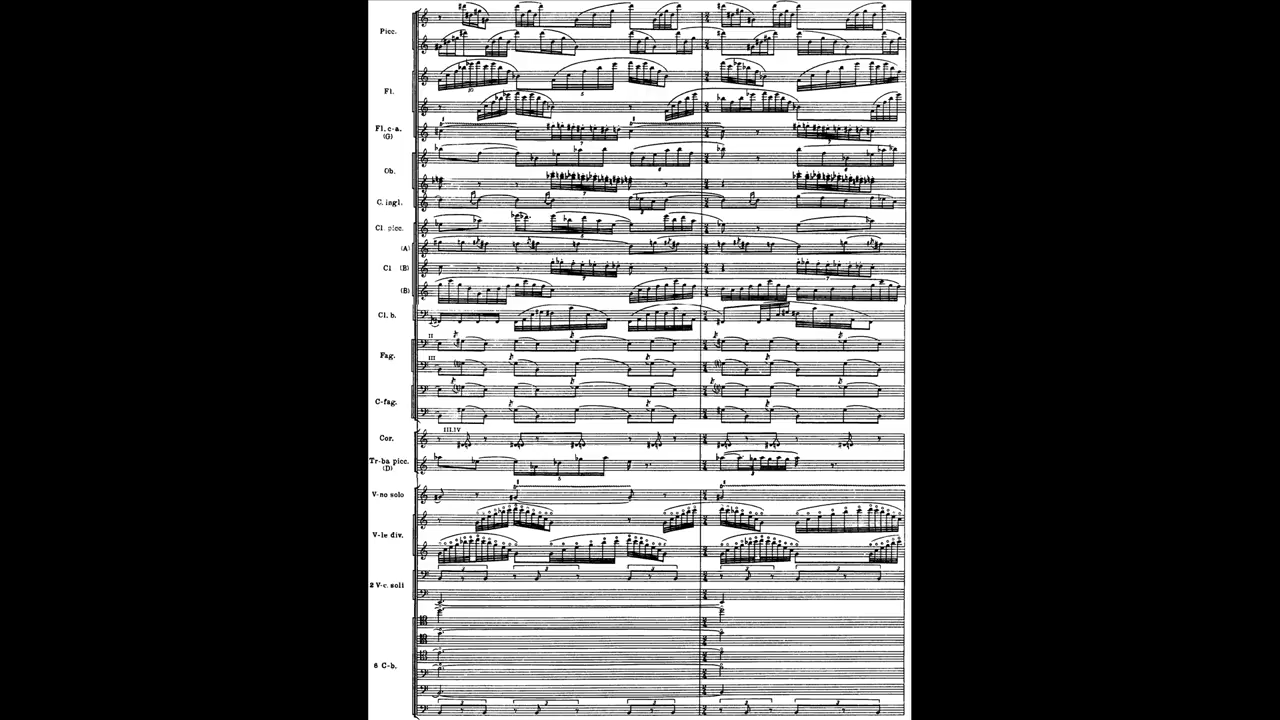 Picc.
Fl.
Fl. c-a.
(G)
Ob.
C. ingl.
Cl. picc.
(A)
Cl (B)
(B)
Cl. b.
II
Fag.
III
C-fag.
III.IV
Cor.
Tr-ba picc.
(D)
V-no solo
V-le div.
2 V-c. soli
6 C-b.